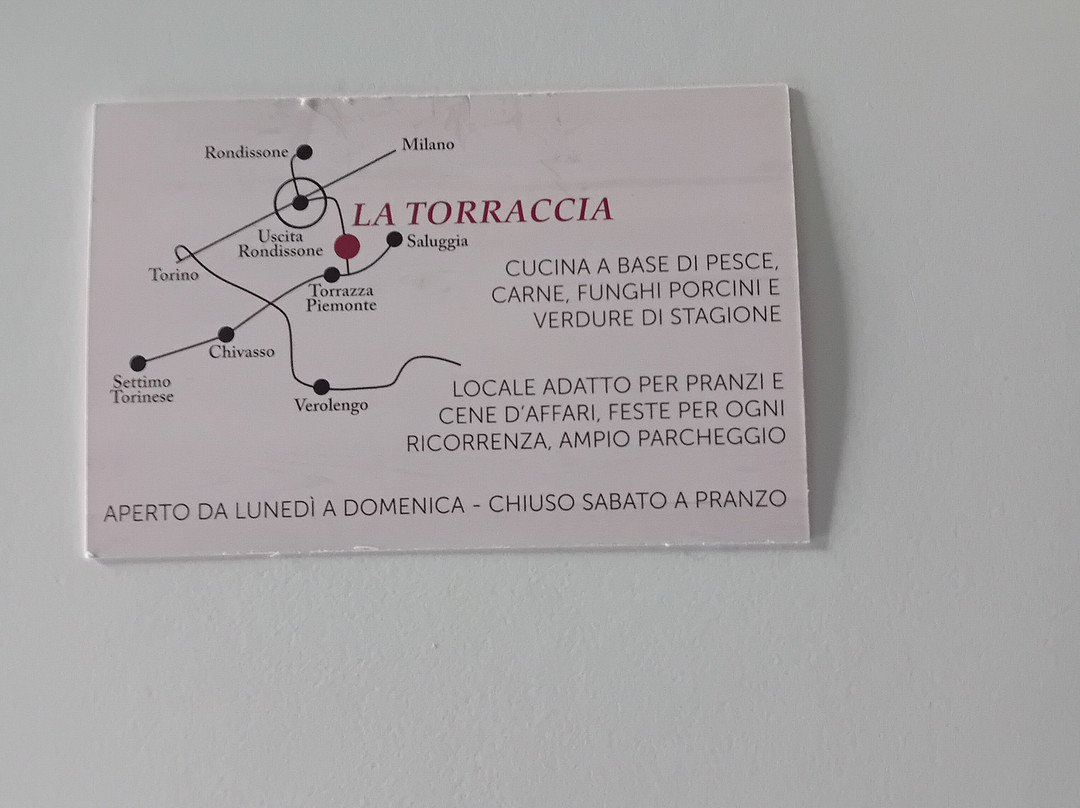 Rondissone
Milano
LA TORRACCIA
Uscita
Rondissone
Saluggia
Torino
Torrazza
Piemonte
Chivasso
Settimo
Torinese
Verolengo
CUCINA A BASE DI PESCE,
CARNE, FUNGHI PORCINI E
VERDURE DI STAGIONE
LOCALE ADATTO PER PRANZI E
CENE D'AFFARI, FESTE PER OGNI
RICORRENZA, AMPIO PARCHEGGIO
APERTO DA LUNEDÌ A DOMENICA - CHIUSO SABATO A PRANZO